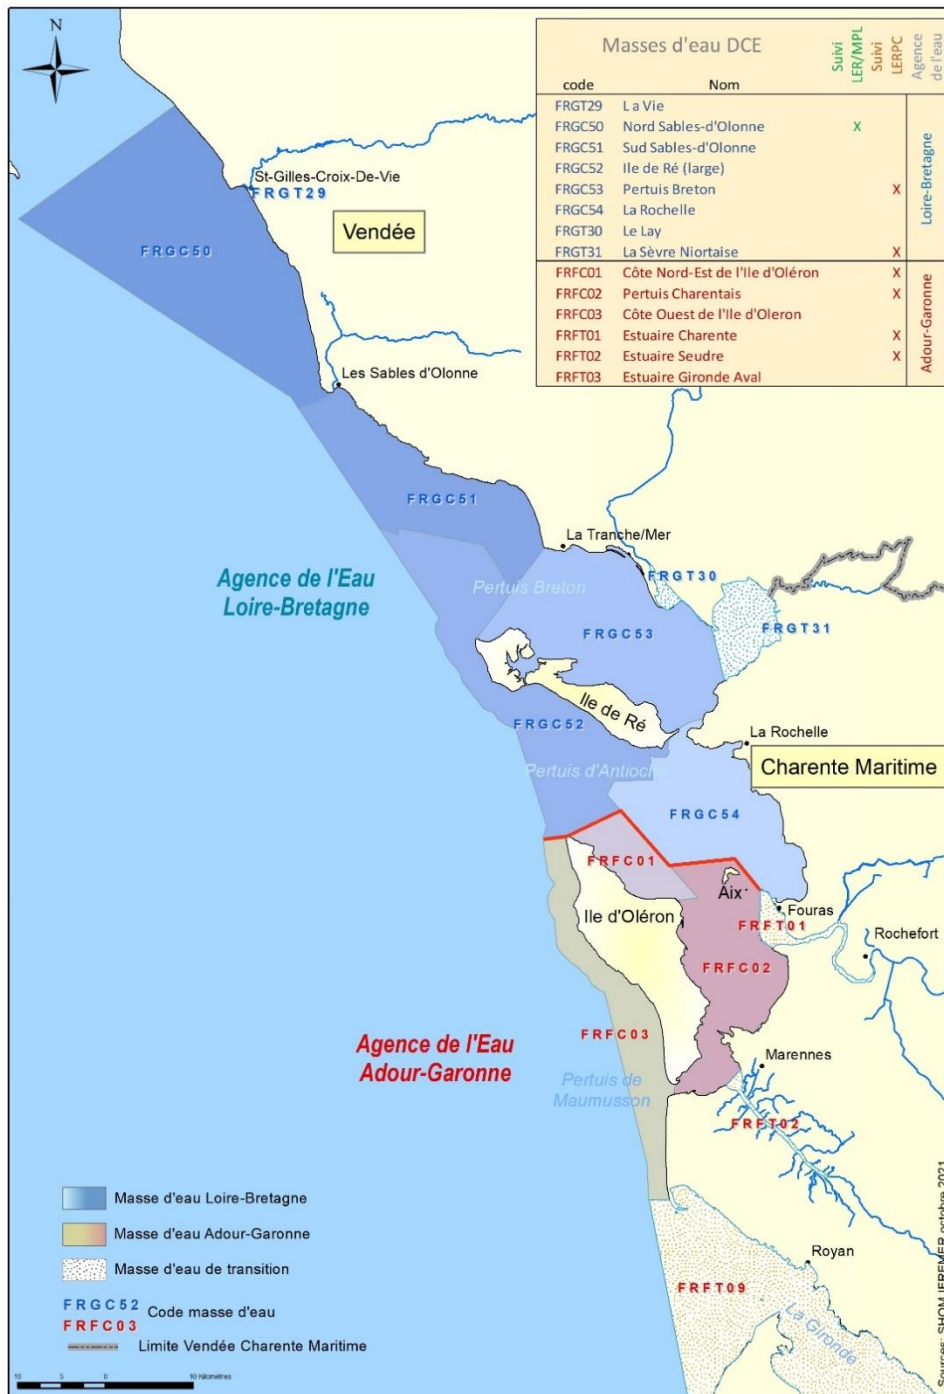 N
Masses d'eau DCE
Suivi LER/MPL
Suivi LERPC
Agence de l'eau
code Nom
FRGT29 La Vie
FRGC50 Nord Sables-d'Olonne X
FRGC51 Sud Sables-d'Olonne
FRGC52 Ile de Ré (large)
FRGC53 Pertuis Breton X
FRGC54 La Rochelle
FRGT30 Le Lay
FRGT31 La Sèvre Niortaise X
Loire-Bretagne
FRFC01 Côte Nord-Est de l'Ile d'Oléron X
FRFC02 Pertuis Charentais X
FRFC03 Côte Ouest de l'Ile d'Oleron
FRFT01 Estuaire Charente X
FRFT02 Estuaire Seudre X
FRFT03 Estuaire Gironde Aval
Adour-Garonne
St-Gilles-Croix-De-Vie
FRGT29
Vendée
FRGC50
Les Sables d'Olonne
FRGC51
La Tranche/Mer
FRGT30
Agence de l'Eau
Loire-Bretagne
Pertuis Breton
FRGC53
FRGT31
Ile de Ré
FRGC52
La Rochelle
Pertuis d'Antioche
Charente Maritime
FRGC54
FRFC01
Aix
Ile d'Oléron
Fouras
FRFT01
Rochefort
FRFC02
FRFC03
Agence de l'Eau
Adour-Garonne
Marennes
Pertuis de
Maumusson
FRFT02
Royan
FRFT09
La Gironde
Masse d'eau Loire-Bretagne
Masse d'eau Adour-Garonne
Masse d'eau de transition
FRGC52
FRFC03
Code masse d'eau
Limite Vendée Charente Maritime
10 5 0 10 Kilomètres
Sources: SHOM,IFREMER octobre 2021